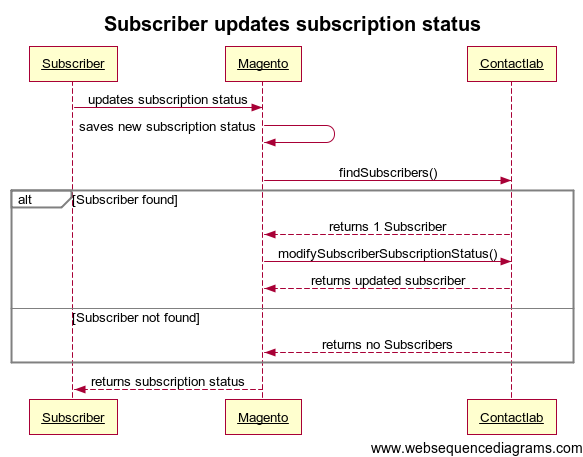 Subscriber updates subscription status
Subscriber Magento Contactlab
updates subscription status
saves new subscription status
findSubscribers()
alt [Subscriber found]
returns 1 Subscriber
modifySubscriberSubscriptionStatus()
returns updated subscriber
[Subscriber not found]
returns no Subscribers
returns subscription status
Subscriber Magento Contactlab
www.websequencediagrams.com